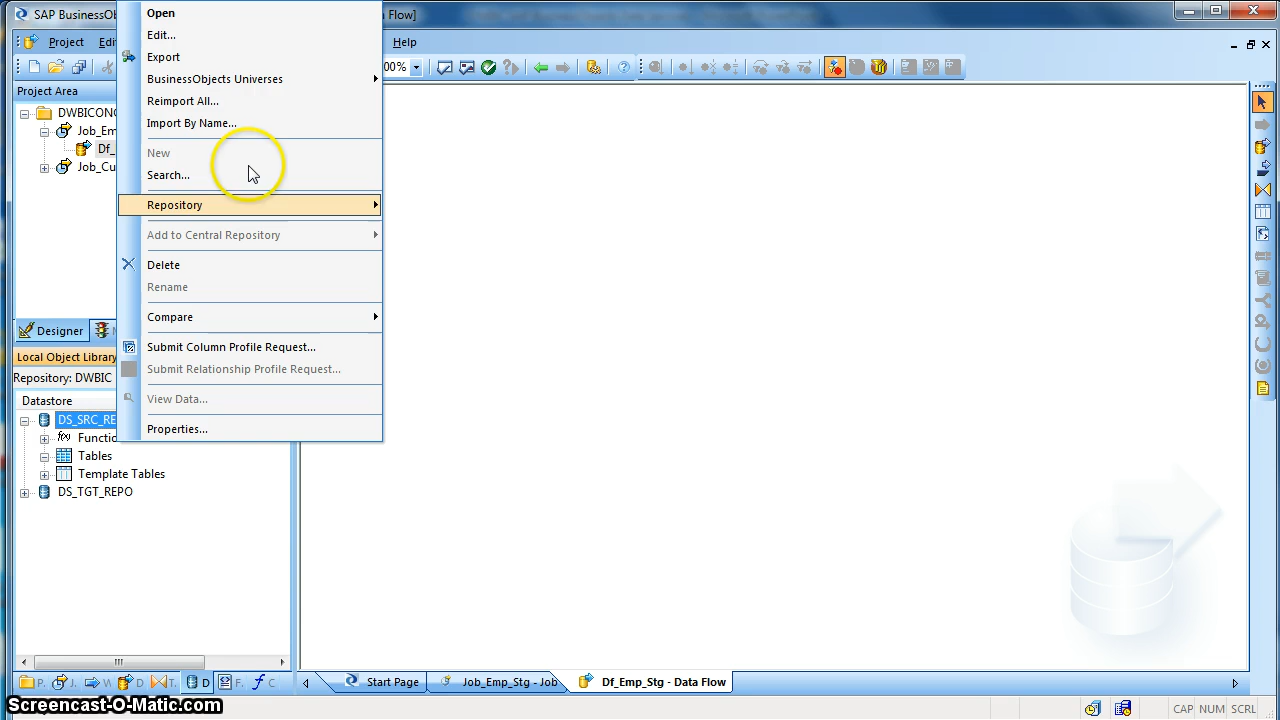 SAP BusinessObj
a Flow]
Project
Edi
Help
00%
Project Area
DWBICONC
Job_Em
Df_
Job_Cu
Designer
M
Local Object Library
Repository: DWBIC
Datastore
DS_SRC_RE
Functio
Tables
Template Tables
DS_TGT_REPO
Open
Edit...
Export
BusinessObjects Universes
Reimport All...
Import By Name...
New
Search...
Repository
Add to Central Repository
Delete
Rename
Compare
Submit Column Profile Request...
Submit Relationship Profile Request...
View Data...
Properties...
P. J. W D T. D F. C
Start Page
Job_Emp_Stg - Job
Df_Emp_Stg - Data Flow
CAP NUM SCRL
Screencast-O-Matic.com